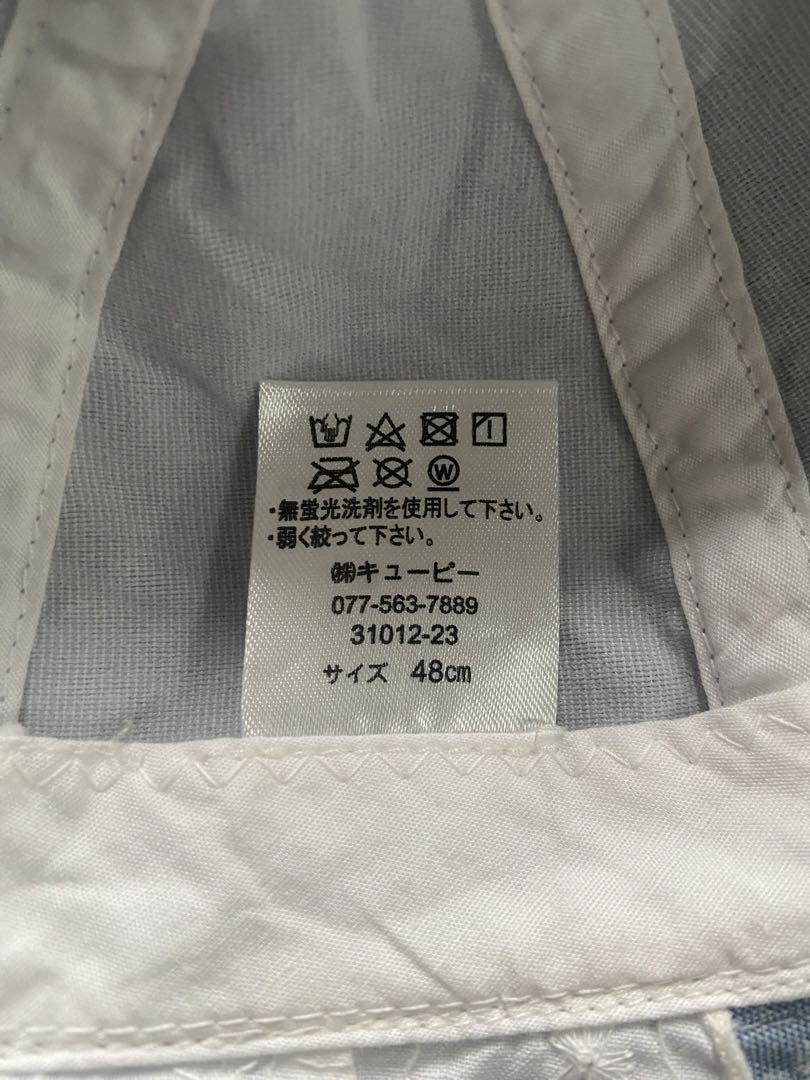 ・無蛍光洗剤を使用して下さい。
・弱く絞って下さい。
㈱キューピー
077-563-7889
31012-23
サイズ 48cm